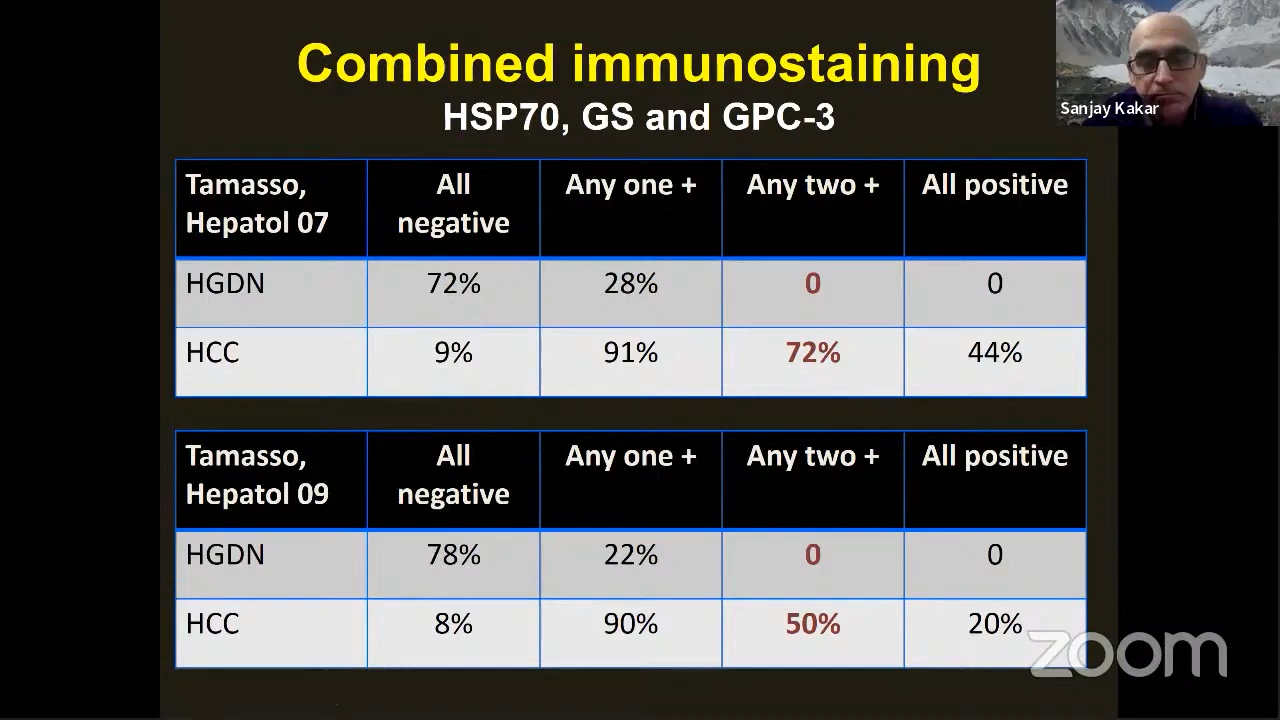 Combined immunostaining
HSP70, GS and GPC-3
Sanjay Kakar
Tamasso, Hepatol 07 All negative Any one + Any two + All positive
HGDN 72% 28% 0 0
HCC 9% 91% 72% 44%
Tamasso, Hepatol 09 All negative Any one + Any two + All positive
HGDN 78% 22% 0 0
HCC 8% 90% 50% 20%
zoom